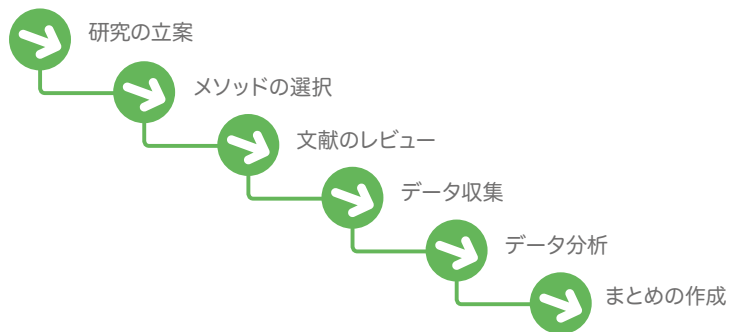 研究の立案
メソッドの選択
文献のレビュー
データ収集
データ分析
まとめの作成